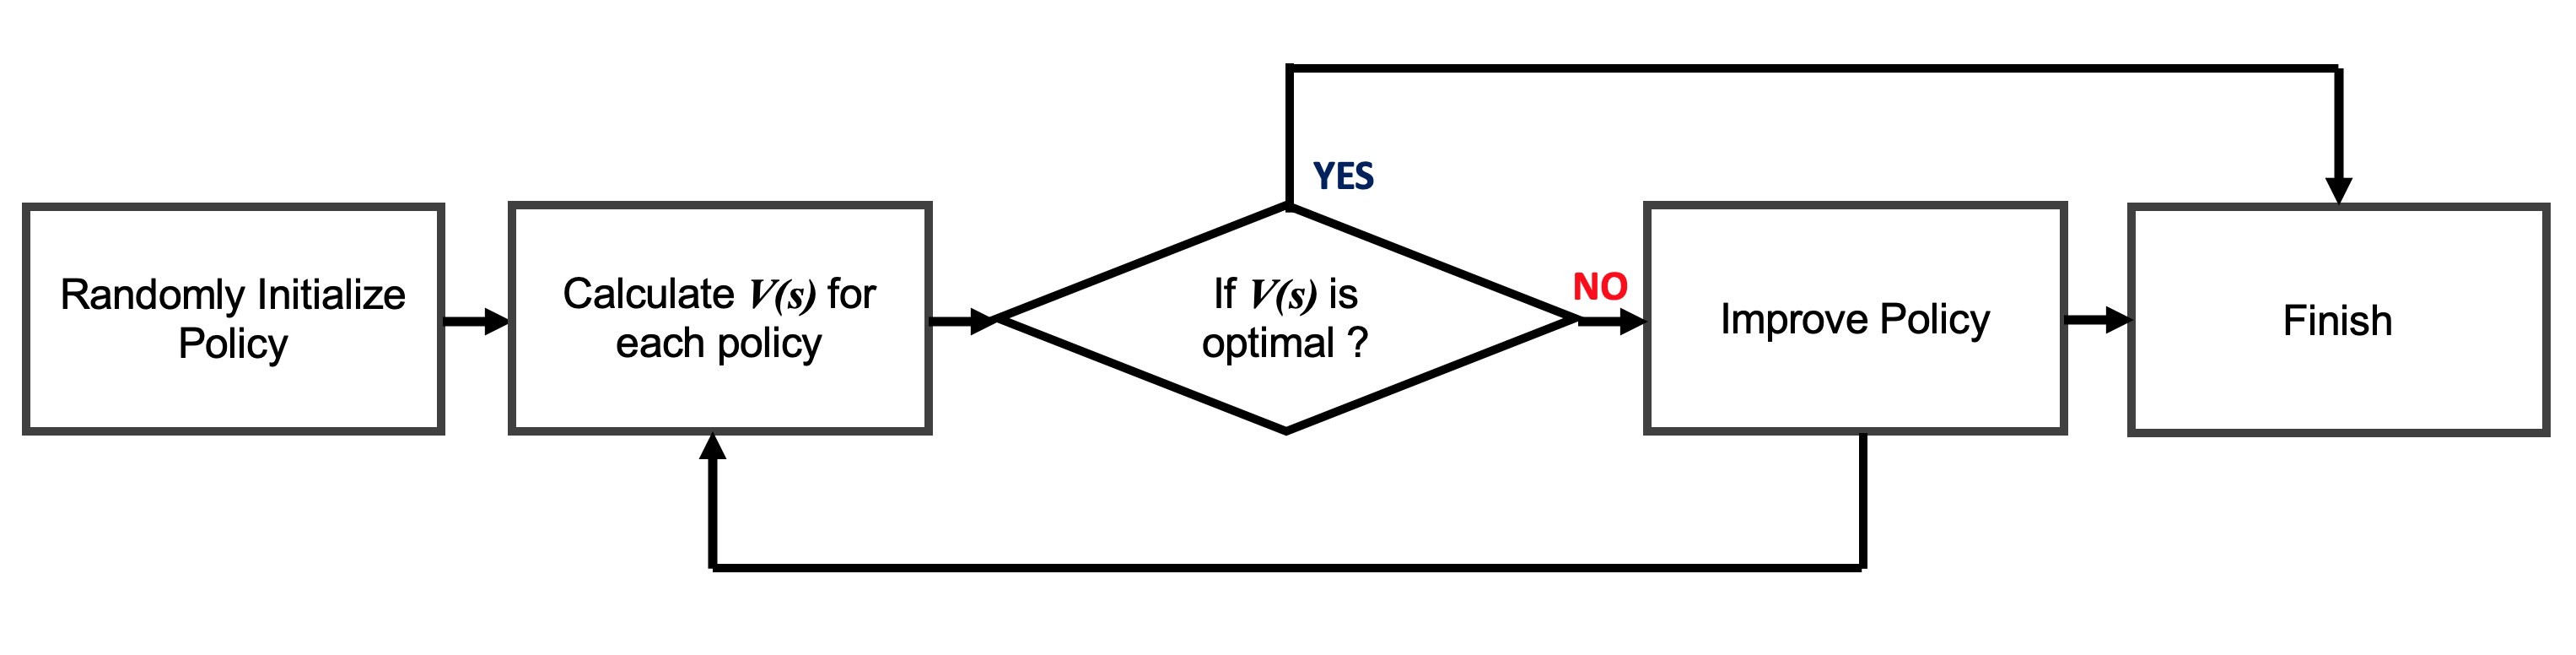 YES
Randomly Initialize
Policy
Calculate V(s) for
each policy
If V(s) is
optimal ?
NO
Improve Policy
Finish